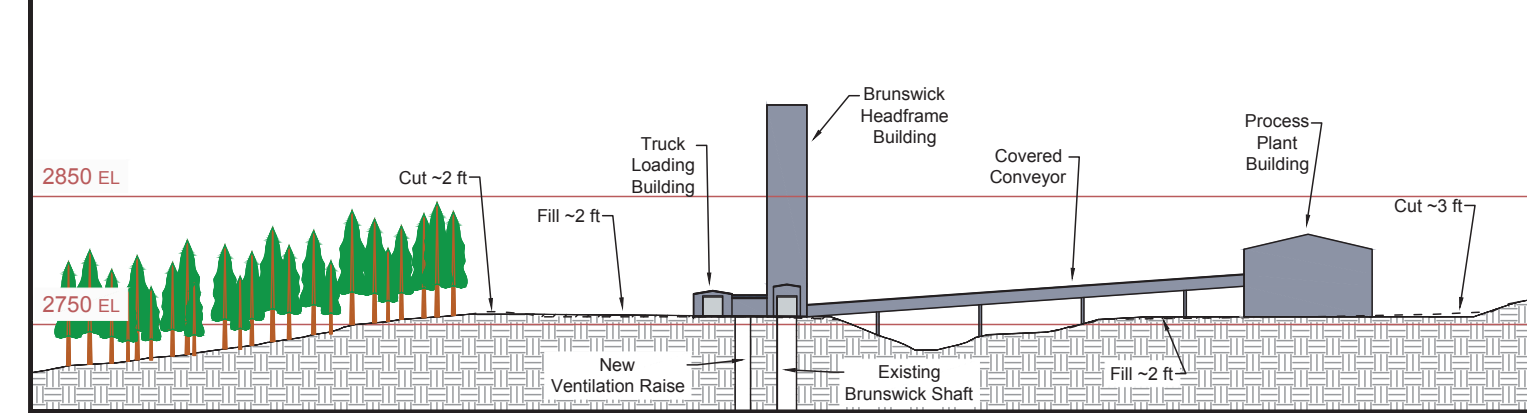 Brunswick
Headframe
Building
Process
Plant
Building
Truck
Loading
Building
Covered
Conveyor
2850 EL
Cut ~2 ft
Fill ~2 ft
Cut ~3 ft
2750 EL
New
Ventilation Raise
Existing
Brunswick Shaft
Fill ~2 ft